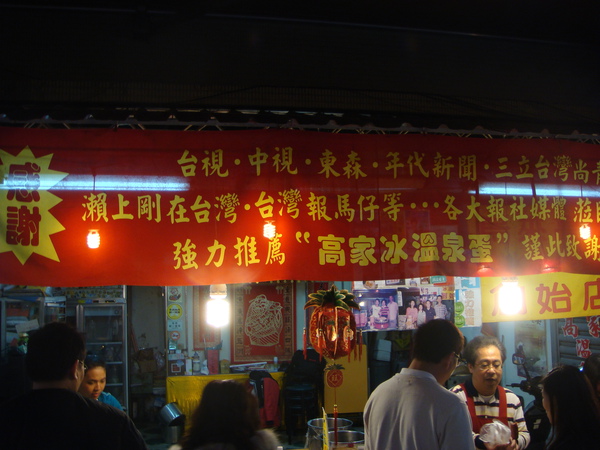 感謝
台視·中視·東森·年代新聞·三立台灣尚青
瀨上剛在台灣·台灣報馬仔等···各大報社媒體蒞
強力推薦“高家冰溫泉蛋”謹此致謝
始店